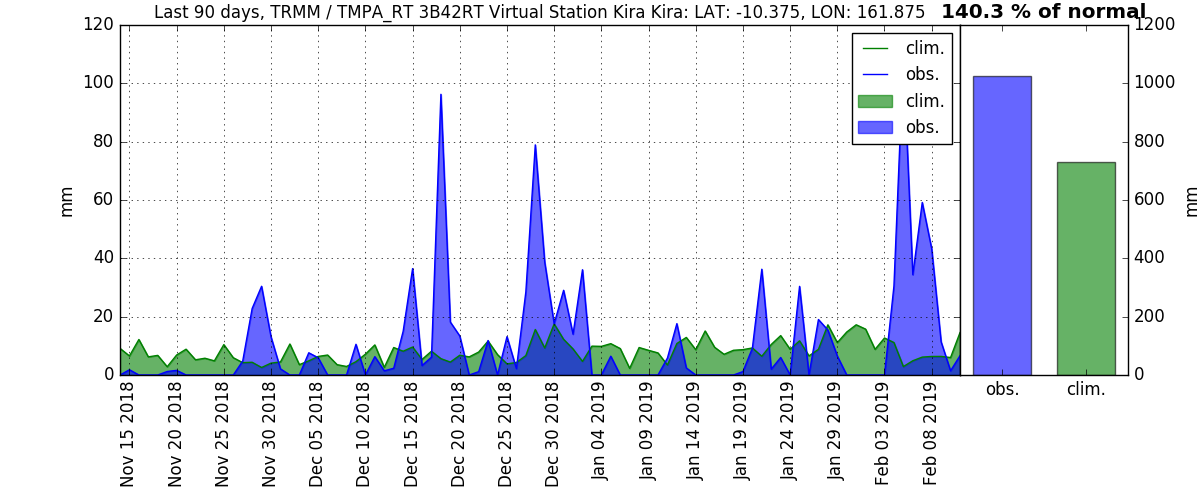 Last 90 days, TRMM / TMPA_RT 3B42RT Virtual Station Kira Kira: LAT: -10.375, LON: 161.875 140.3 % of normal
120
100
80
60
40
20
0
mm
clim.
obs.
clim.
obs.
1200
1000
800
600
400
200
0
mm
Nov 15 2018
Nov 20 2018
Nov 25 2018
Nov 30 2018
Dec 05 2018
Dec 10 2018
Dec 15 2018
Dec 20 2018
Dec 25 2018
Dec 30 2018
Jan 04 2019
Jan 09 2019
Jan 14 2019
Jan 19 2019
Jan 24 2019
Jan 29 2019
Feb 03 2019
Feb 08 2019
obs.
clim.